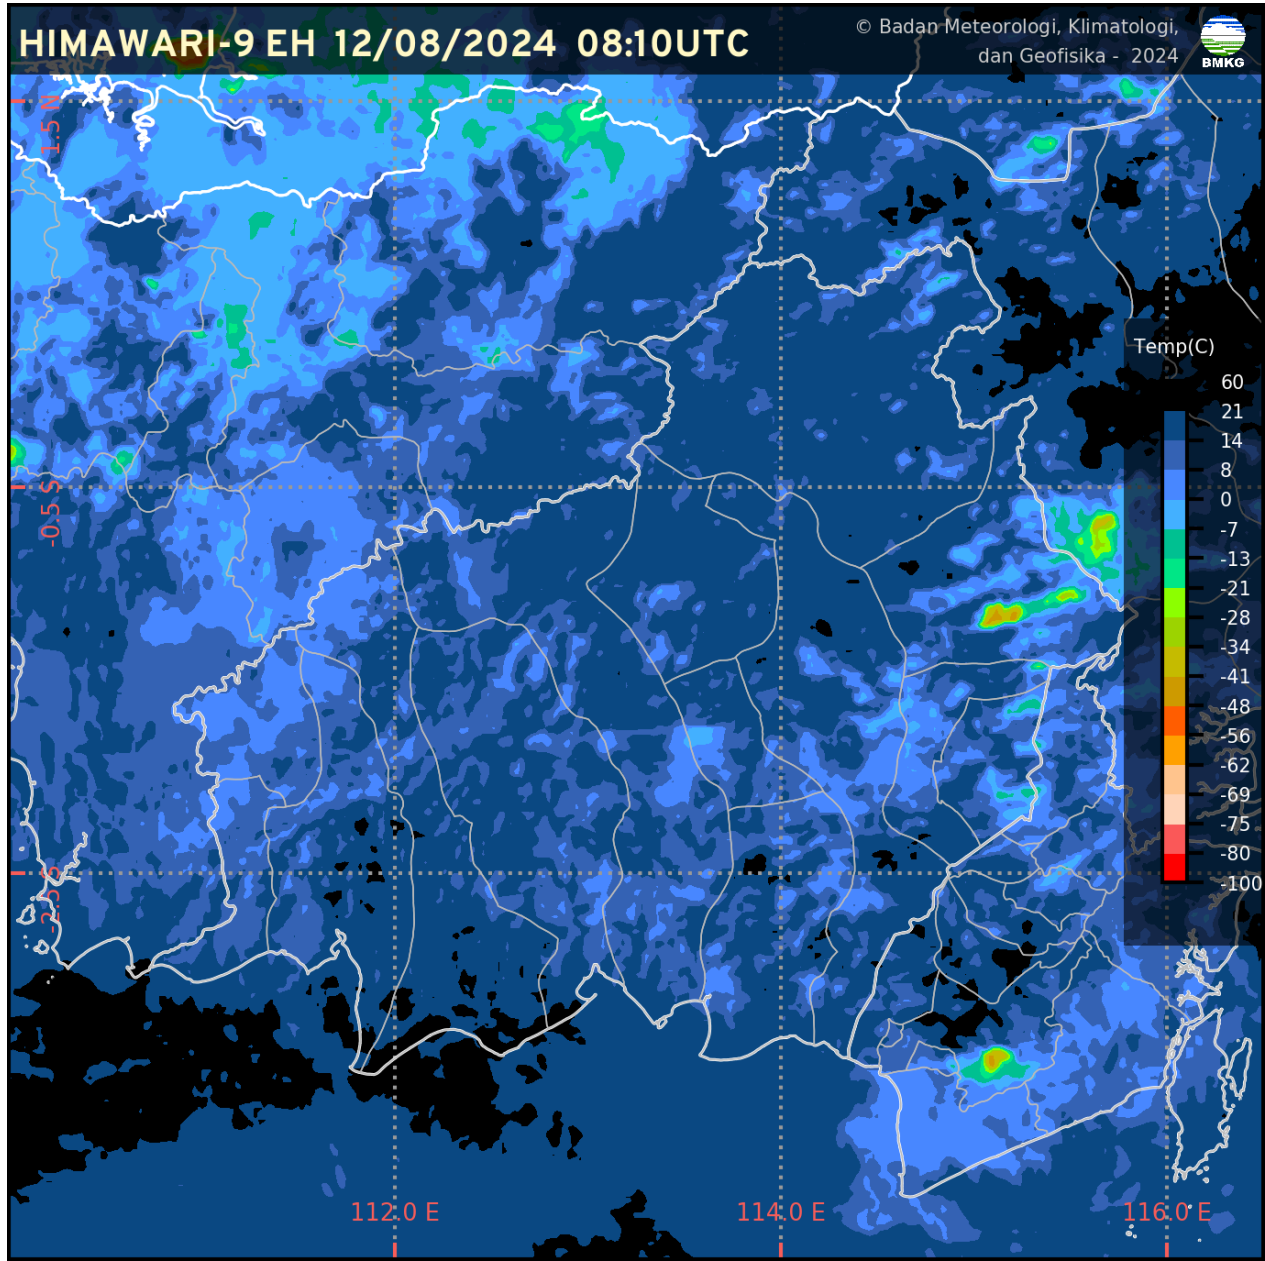 HIMAWARI-9 EH 12/08/2024 08:10UTC
© Badan Meteorologi, Klimatologi,
dan Geofisika - 2024
BMKG
1.5 N
-0.5 S
-2.5 S
Temp(C)
60
21
14
8
0
-7
-13
-21
-28
-34
-41
-48
-56
-62
-69
-75
-80
-100
112.0 E
114.0 E
116.0 E